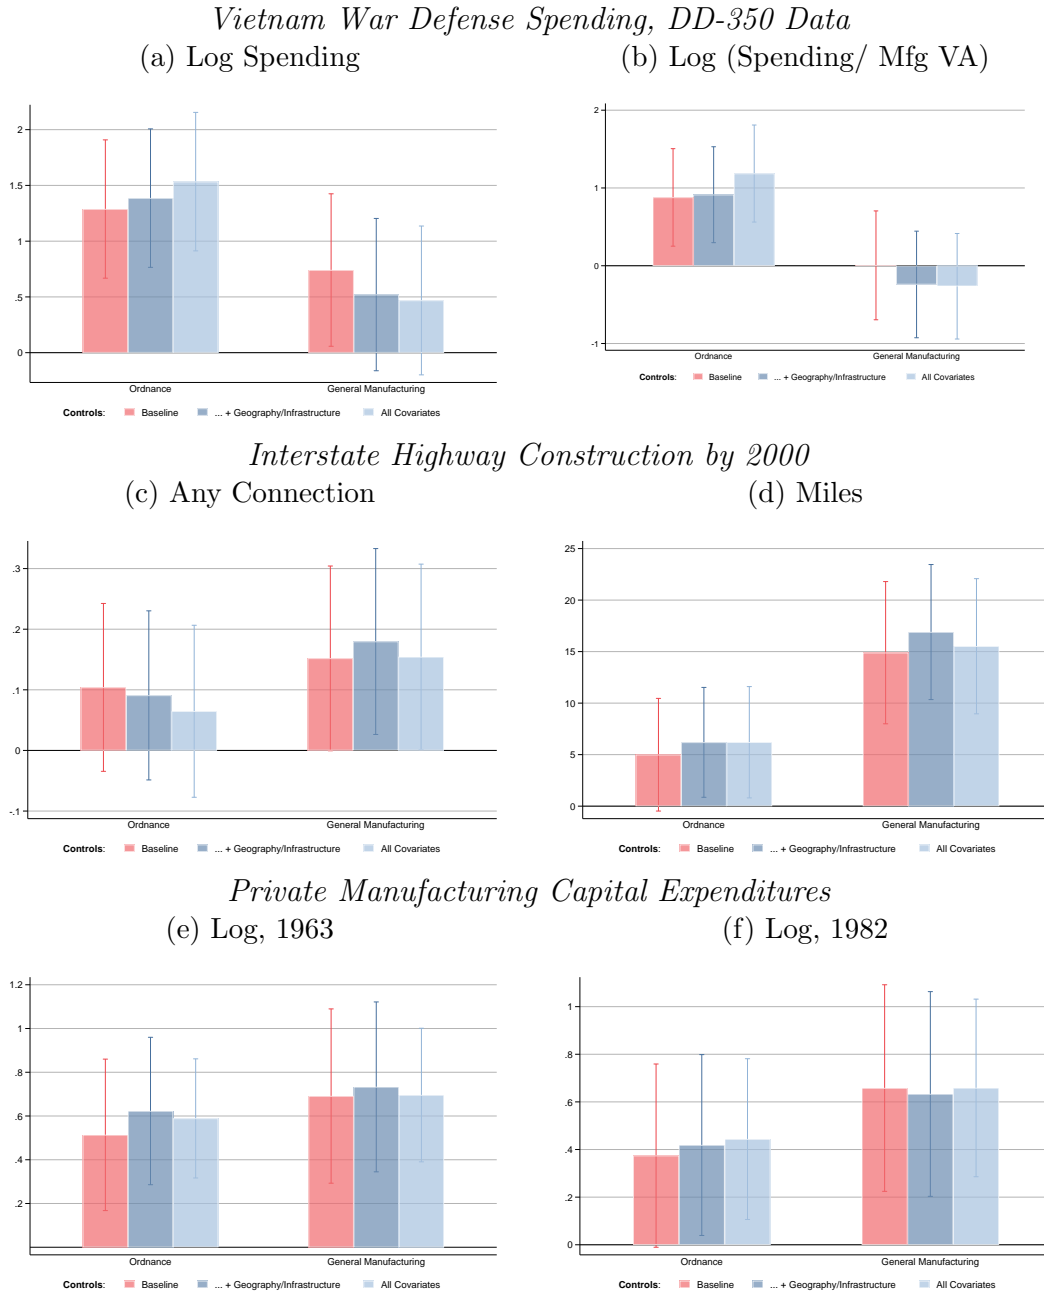 Vietnam War Defense Spending, DD-350 Data
(a) Log Spending
(b) Log (Spending/ Mfg VA)
2
1.5
1
.5
0
Ordnance General Manufacturing
Controls: Baseline ... + Geography/Infrastructure All Covariates
2
1
0
-1
Ordnance General Manufacturing
Controls: Baseline ... + Geography/Infrastructure All Covariates
Interstate Highway Construction by 2000
(c) Any Connection
(d) Miles
.3
.2
.1
0
-.1
Ordnance General Manufacturing
Controls: Baseline ... + Geography/Infrastructure All Covariates
25
20
15
10
5
0
Ordnance General Manufacturing
Controls: Baseline ... + Geography/Infrastructure All Covariates
Private Manufacturing Capital Expenditures
(e) Log, 1963
(f) Log, 1982
1.2
1
.8
.6
.4
.2
Ordnance General Manufacturing
Controls: Baseline ... + Geography/Infrastructure All Covariates
1
.8
.6
.4
.2
0
Ordnance General Manufacturing
Controls: Baseline ... + Geography/Infrastructure All Covariates